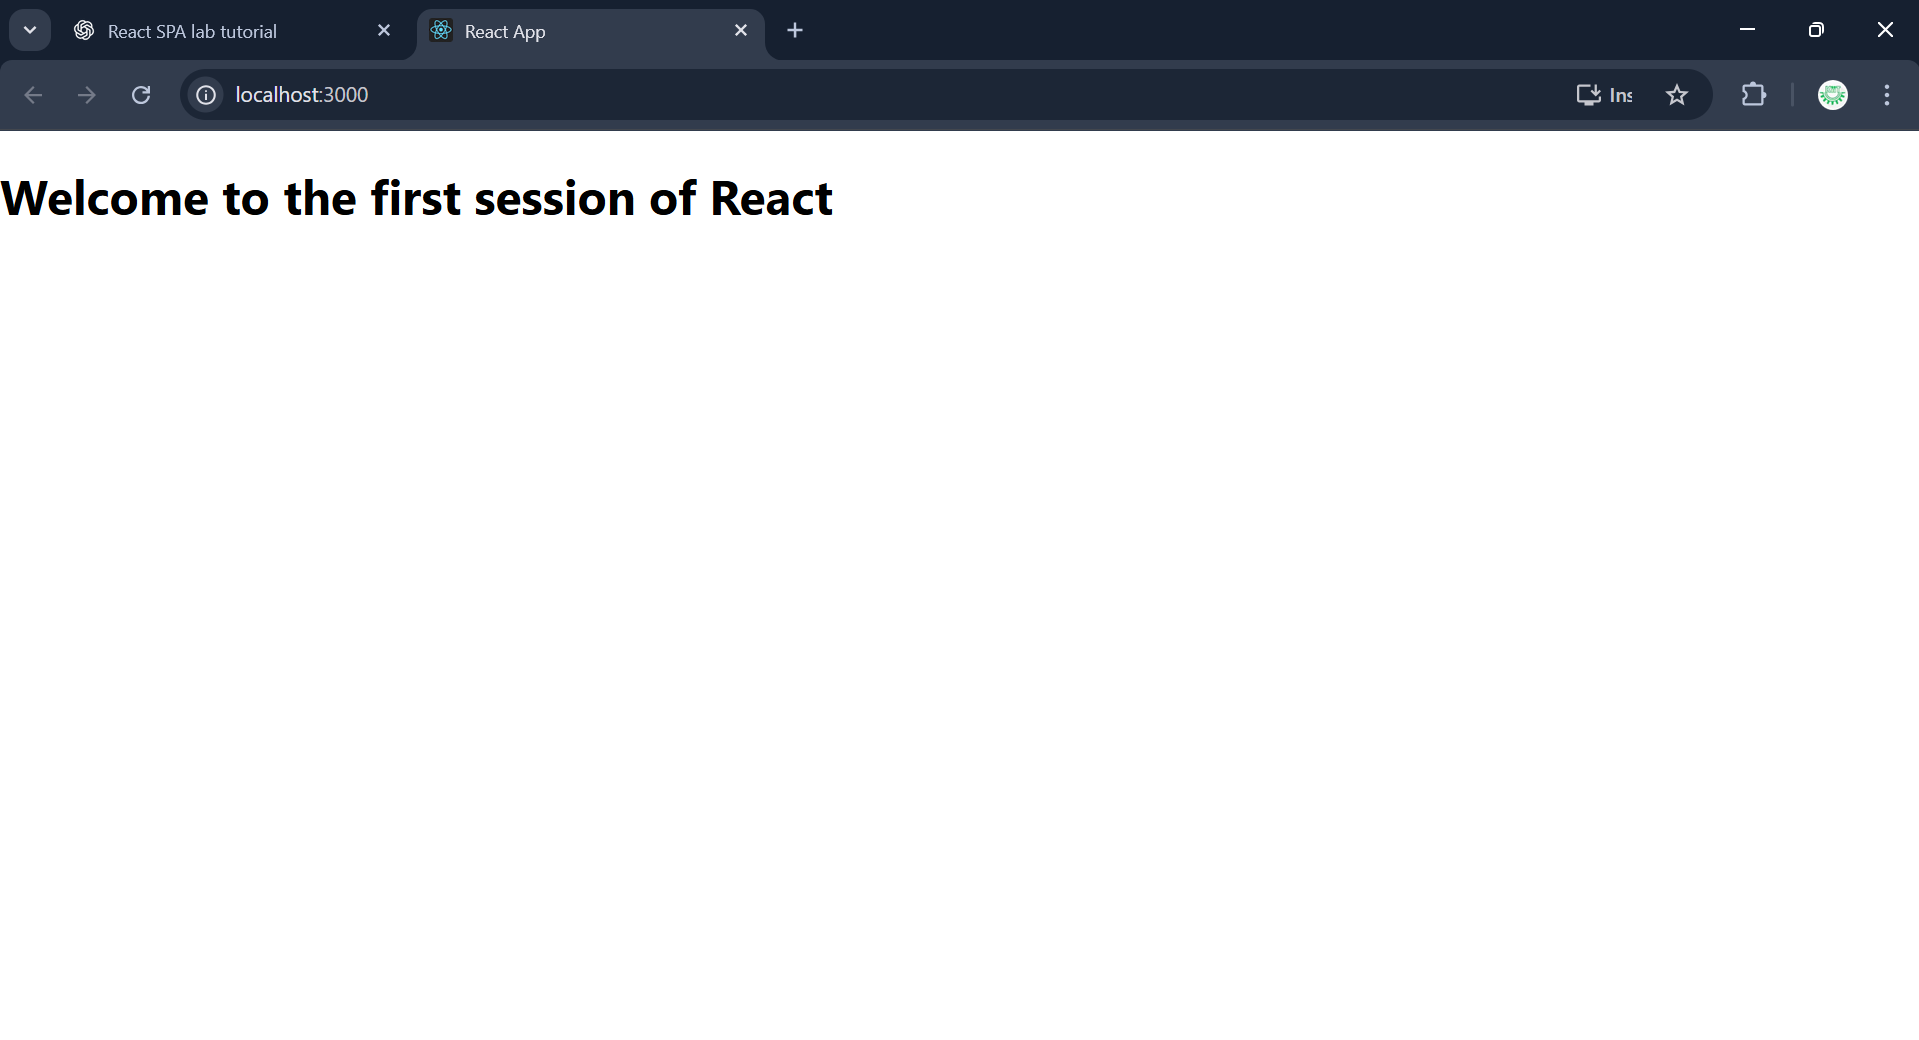 React SPA lab tutorial
React App
localhost:3000
Ins
Welcome to the first session of React